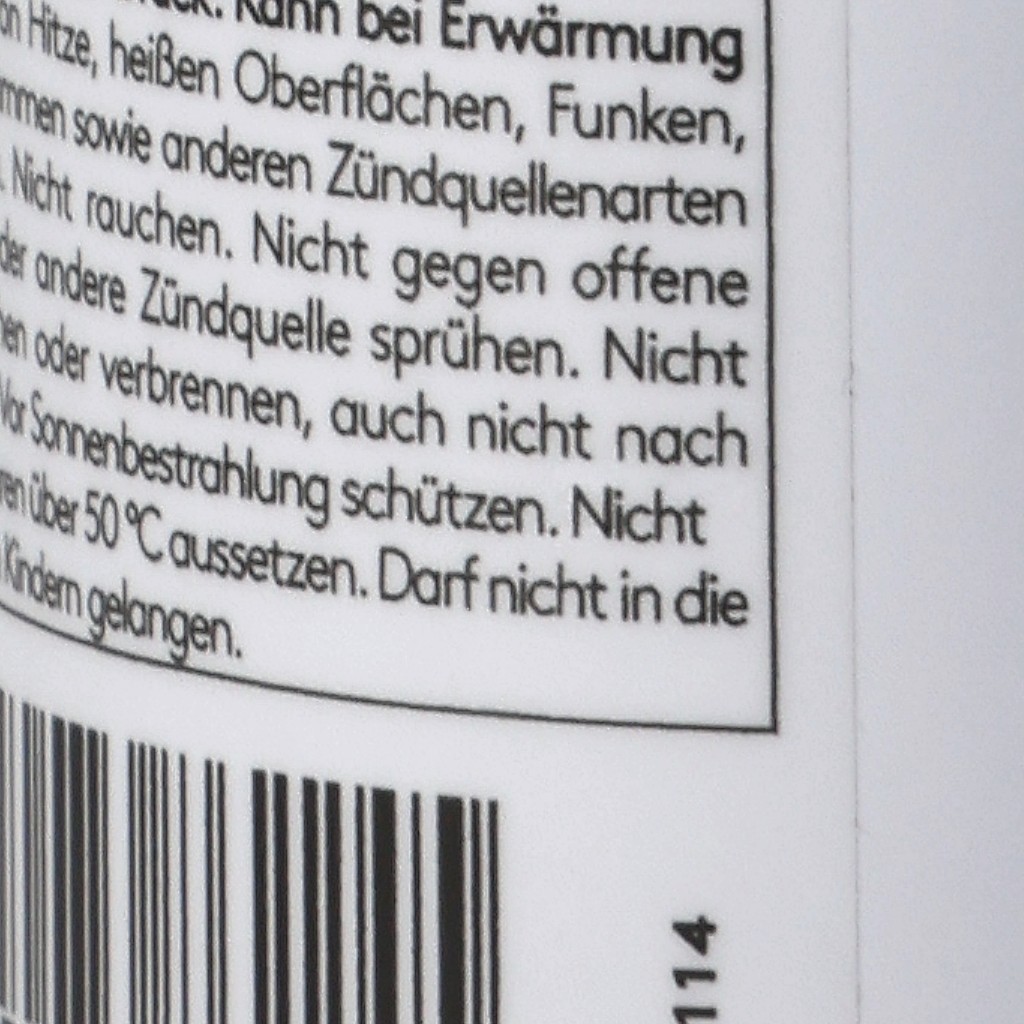 Kann bei Erwärmung
Hitze, heißen Oberflächen, Funken,
sowie anderen Zündquellenarten
Nicht rauchen. Nicht gegen offene
andere Zündquelle sprühen. Nicht
oder verbrennen, auch nicht nach
Vor Sonnenbestrahlung schützen. Nicht
über 50 °C aussetzen. Darf nicht in die
Kindern gelangen.
114